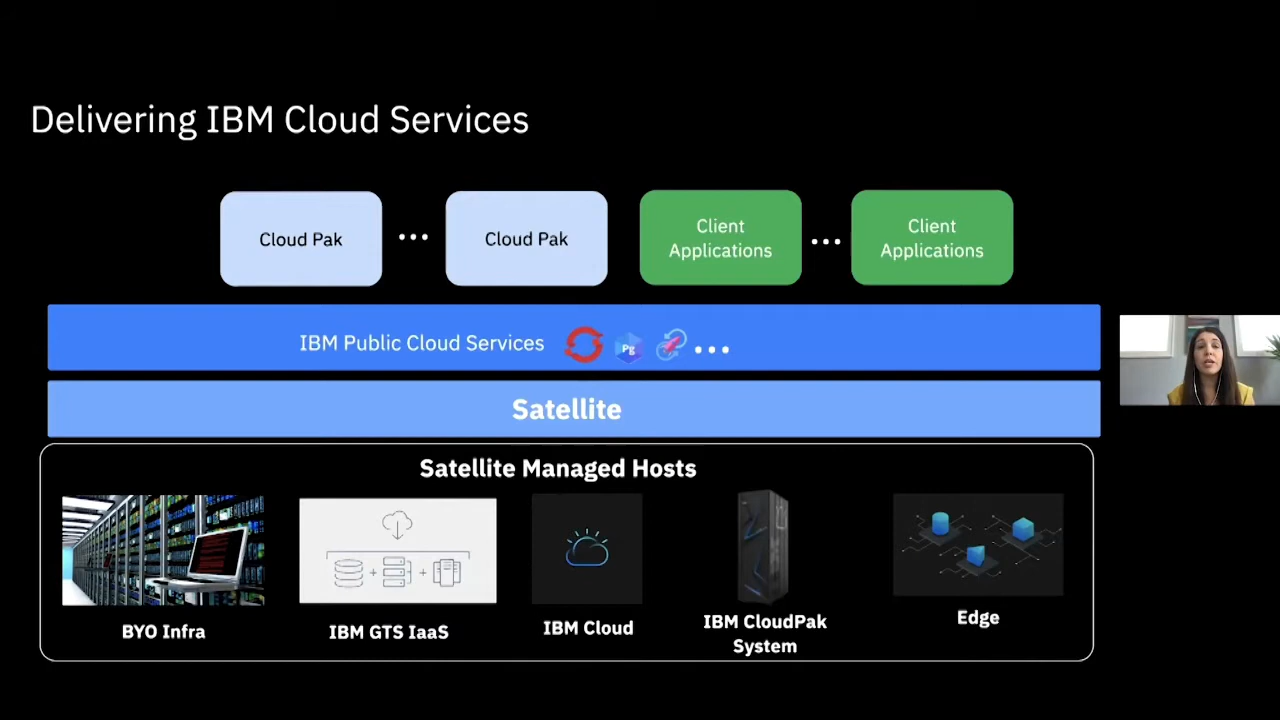 Delivering IBM Cloud Services
Cloud Pak
•••
Cloud Pak
Client
Applications
•••
Client
Applications
IBM Public Cloud Services
Pg
•••
Satellite
Satellite Managed Hosts
+
+
BYO Infra
IBM GTS IaaS
IBM Cloud
IBM CloudPak
System
Edge